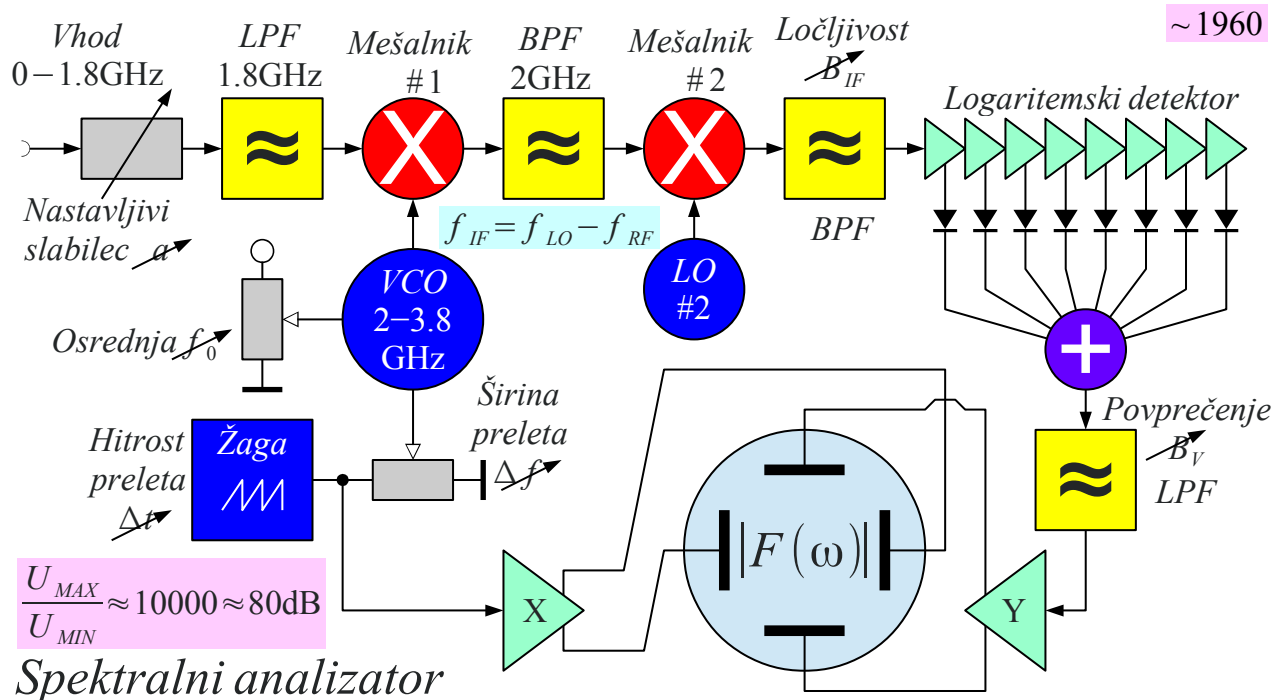 ~1960
Vhod
0−1.8GHz
LPF
1.8GHz
Mešalnik
#1
BPF
2GHz
Mešalnik
#2
Ločljivost
B_IF
Logaritemski detektor
BPF
Nastavljivi
slabilec a
f_IF = f_LO − f_RF
VCO
2−3.8
GHz
LO
#2
Osrednja f_0
Širina
preleta
Δf
Hitrost
preleta
Δt
Žaga
Povprečenje
B_V
LPF
X
|F(ω)|
Y
U_MAX / U_MIN ≈ 10000 ≈ 80dB
Spektralni analizator